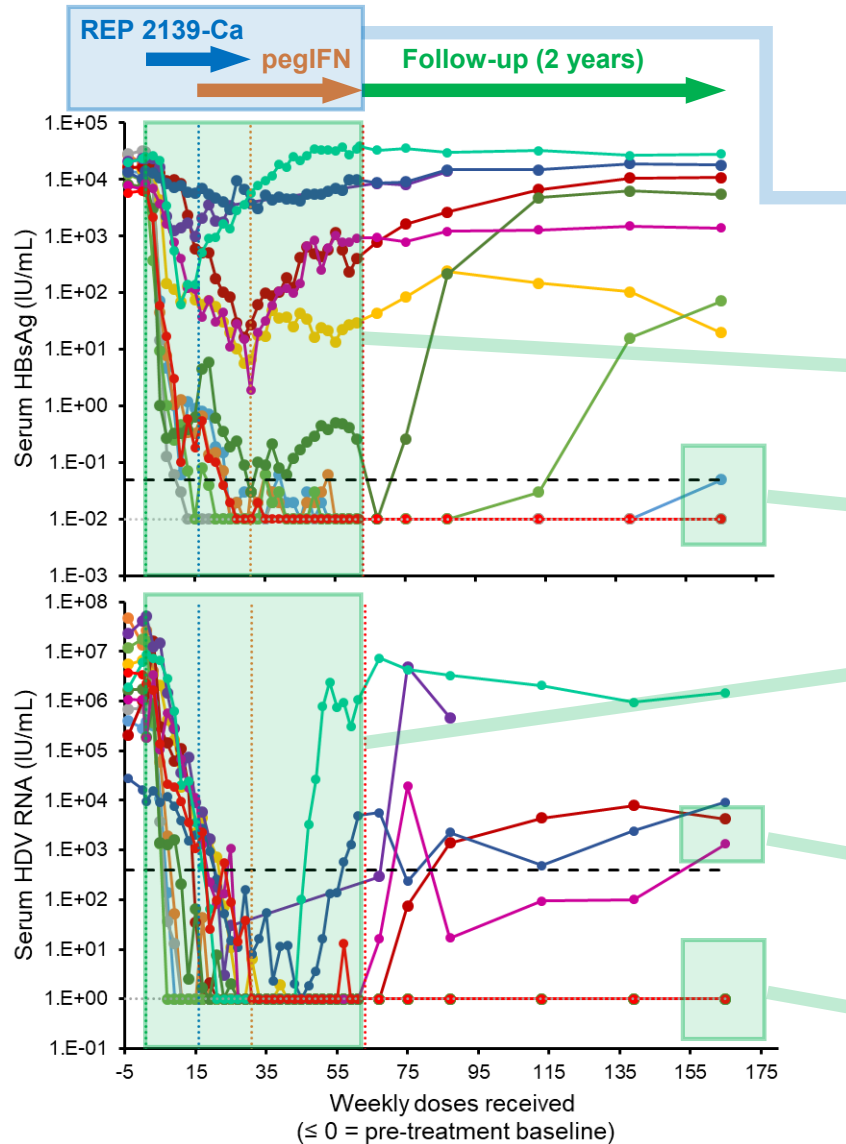 REP 2139-Ca
pegIFN
Follow-up (2 years)
Serum HBsAg (IU/mL)
1.E+05
1.E+04
1.E+03
1.E+02
1.E+01
1.E+00
1.E-01
1.E-02
1.E-03
Serum HDV RNA (IU/mL)
1.E+08
1.E+07
1.E+06
1.E+05
1.E+04
1.E+03
1.E+02
1.E+01
1.E+00
1.E-01
-5 15 35 55 75 95 115 135 155 175
Weekly doses received
(≤ 0 = pre-treatment baseline)